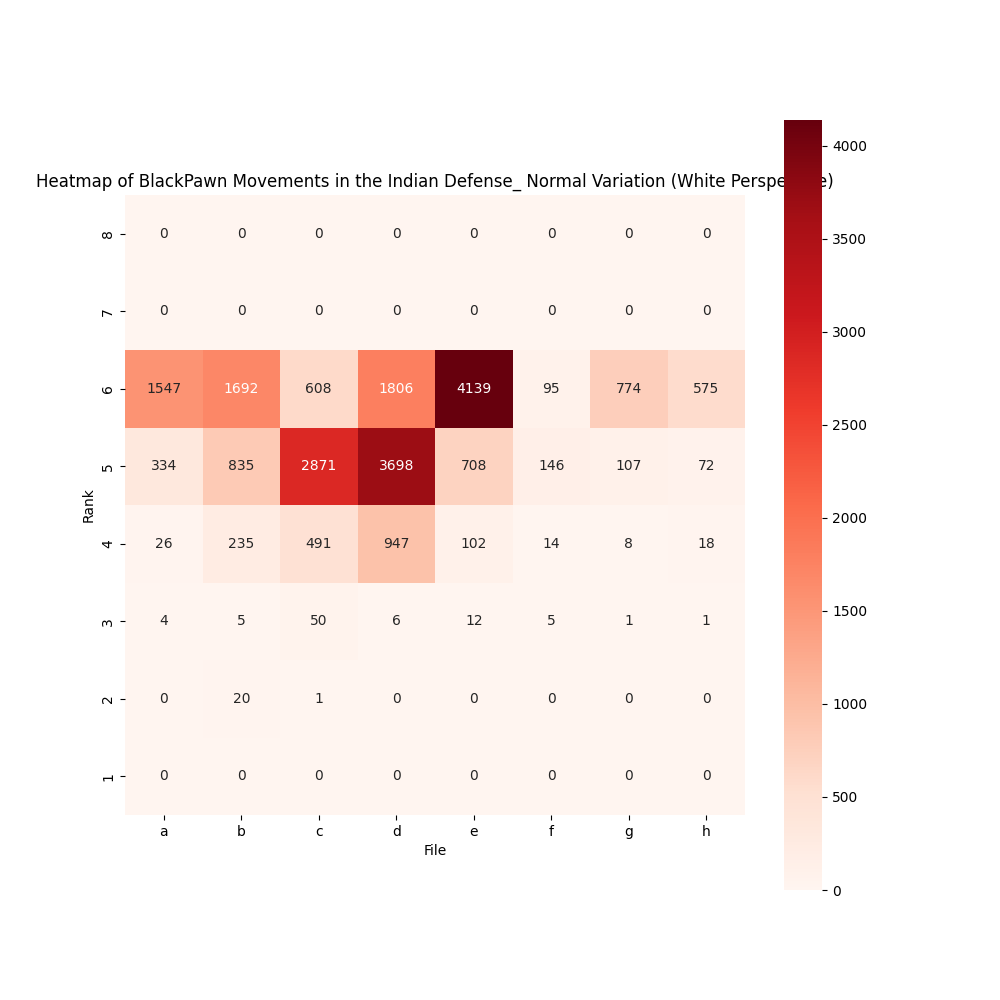 Heatmap of BlackPawn Movements in the Indian Defense_ Normal Variation (White Perspe e)
8 0 0 0 0 0 0 0 0
7 0 0 0 0 0 0 0 0
6 1547 1692 608 1806 4139 95 774 575
5 334 835 2871 3698 708 146 107 72
4 26 235 491 947 102 14 8 18
3 4 5 50 6 12 5 1 1
2 0 20 1 0 0 0 0 0
1 0 0 0 0 0 0 0 0
a b c d e f g h
File
Rank
4000
3500
3000
2500
2000
1500
1000
500
0